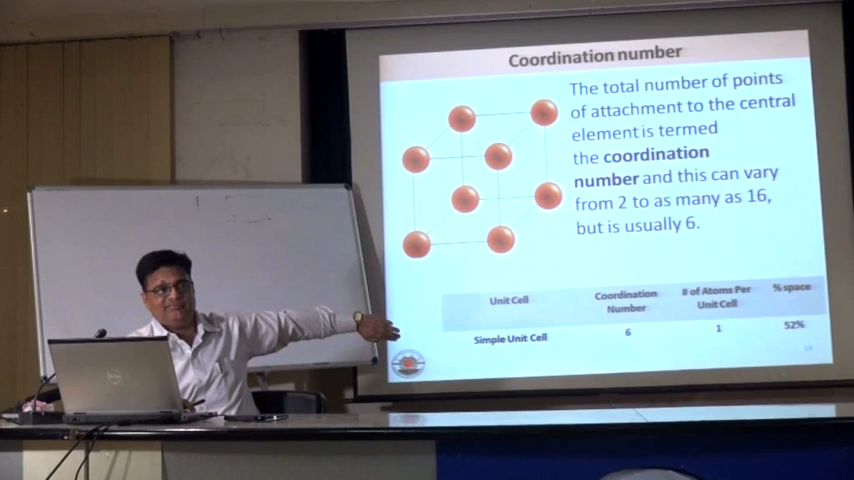 Coordination number
The total number of points
of attachment to the central
element is termed
the coordination
number and this can vary
from 2 to as many as 16,
but is usually 6.
Unit Cell Coordination Number # of Atoms Per Unit Cell % space
Simple Unit Cell 6 1 52%
DELL